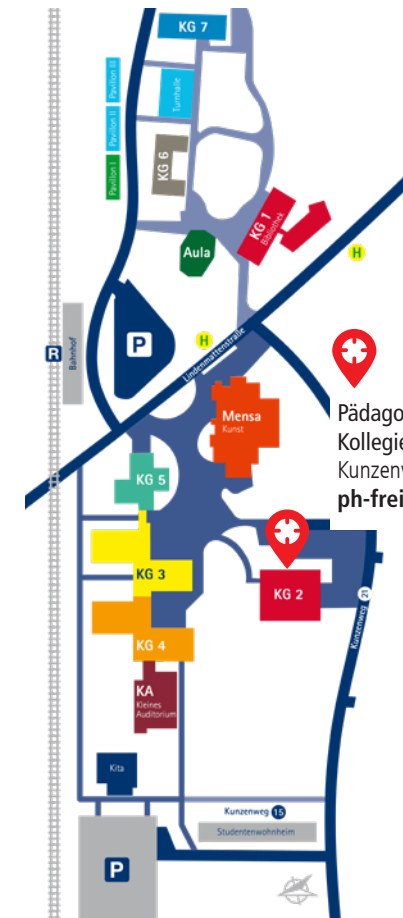 KG 7
Pavillon III
Pavillon II
Pavillon I
Turnhalle
KG 6
KG 1
Bibliothek
Aula
H
H
P
R
Bahnhof
Lindenmattenstraße
Mensa
Kunst
Pädago
Kollegie
Kunzenw
ph-frei
KG 5
KG 3
KG 2
KG 4
KA
Kleines
Auditorium
Kunzenweg 21
Kita
Kunzenweg 15
Studentenwohnheim
P